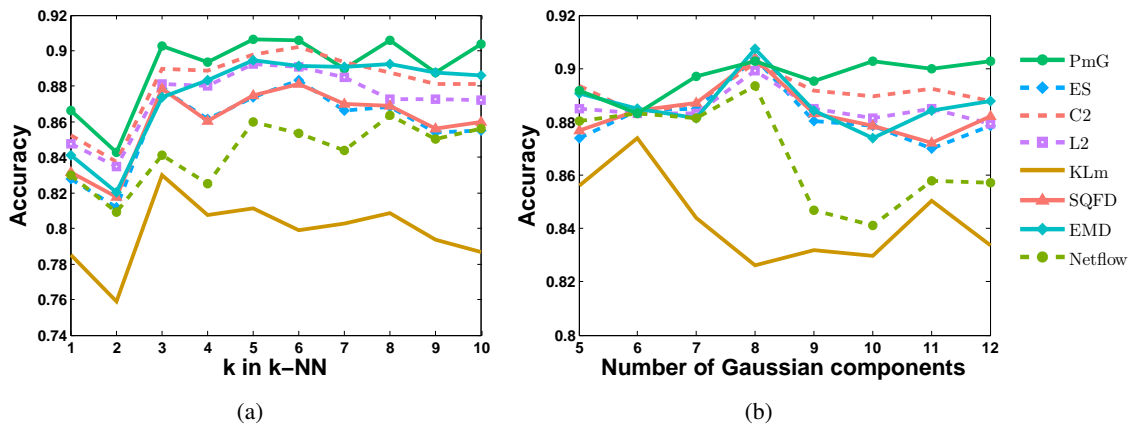 0.92
0.9
0.88
0.86
0.84
0.82
0.8
0.78
0.76
0.74
Accuracy
1 2 3 4 5 6 7 8 9 10
k in k−NN
(a)
0.92
0.9
0.88
0.86
0.84
0.82
0.8
Accuracy
5 6 7 8 9 10 11 12
Number of Gaussian components
(b)
PmG
ES
C2
L2
KLm
SQFD
EMD
Netflow